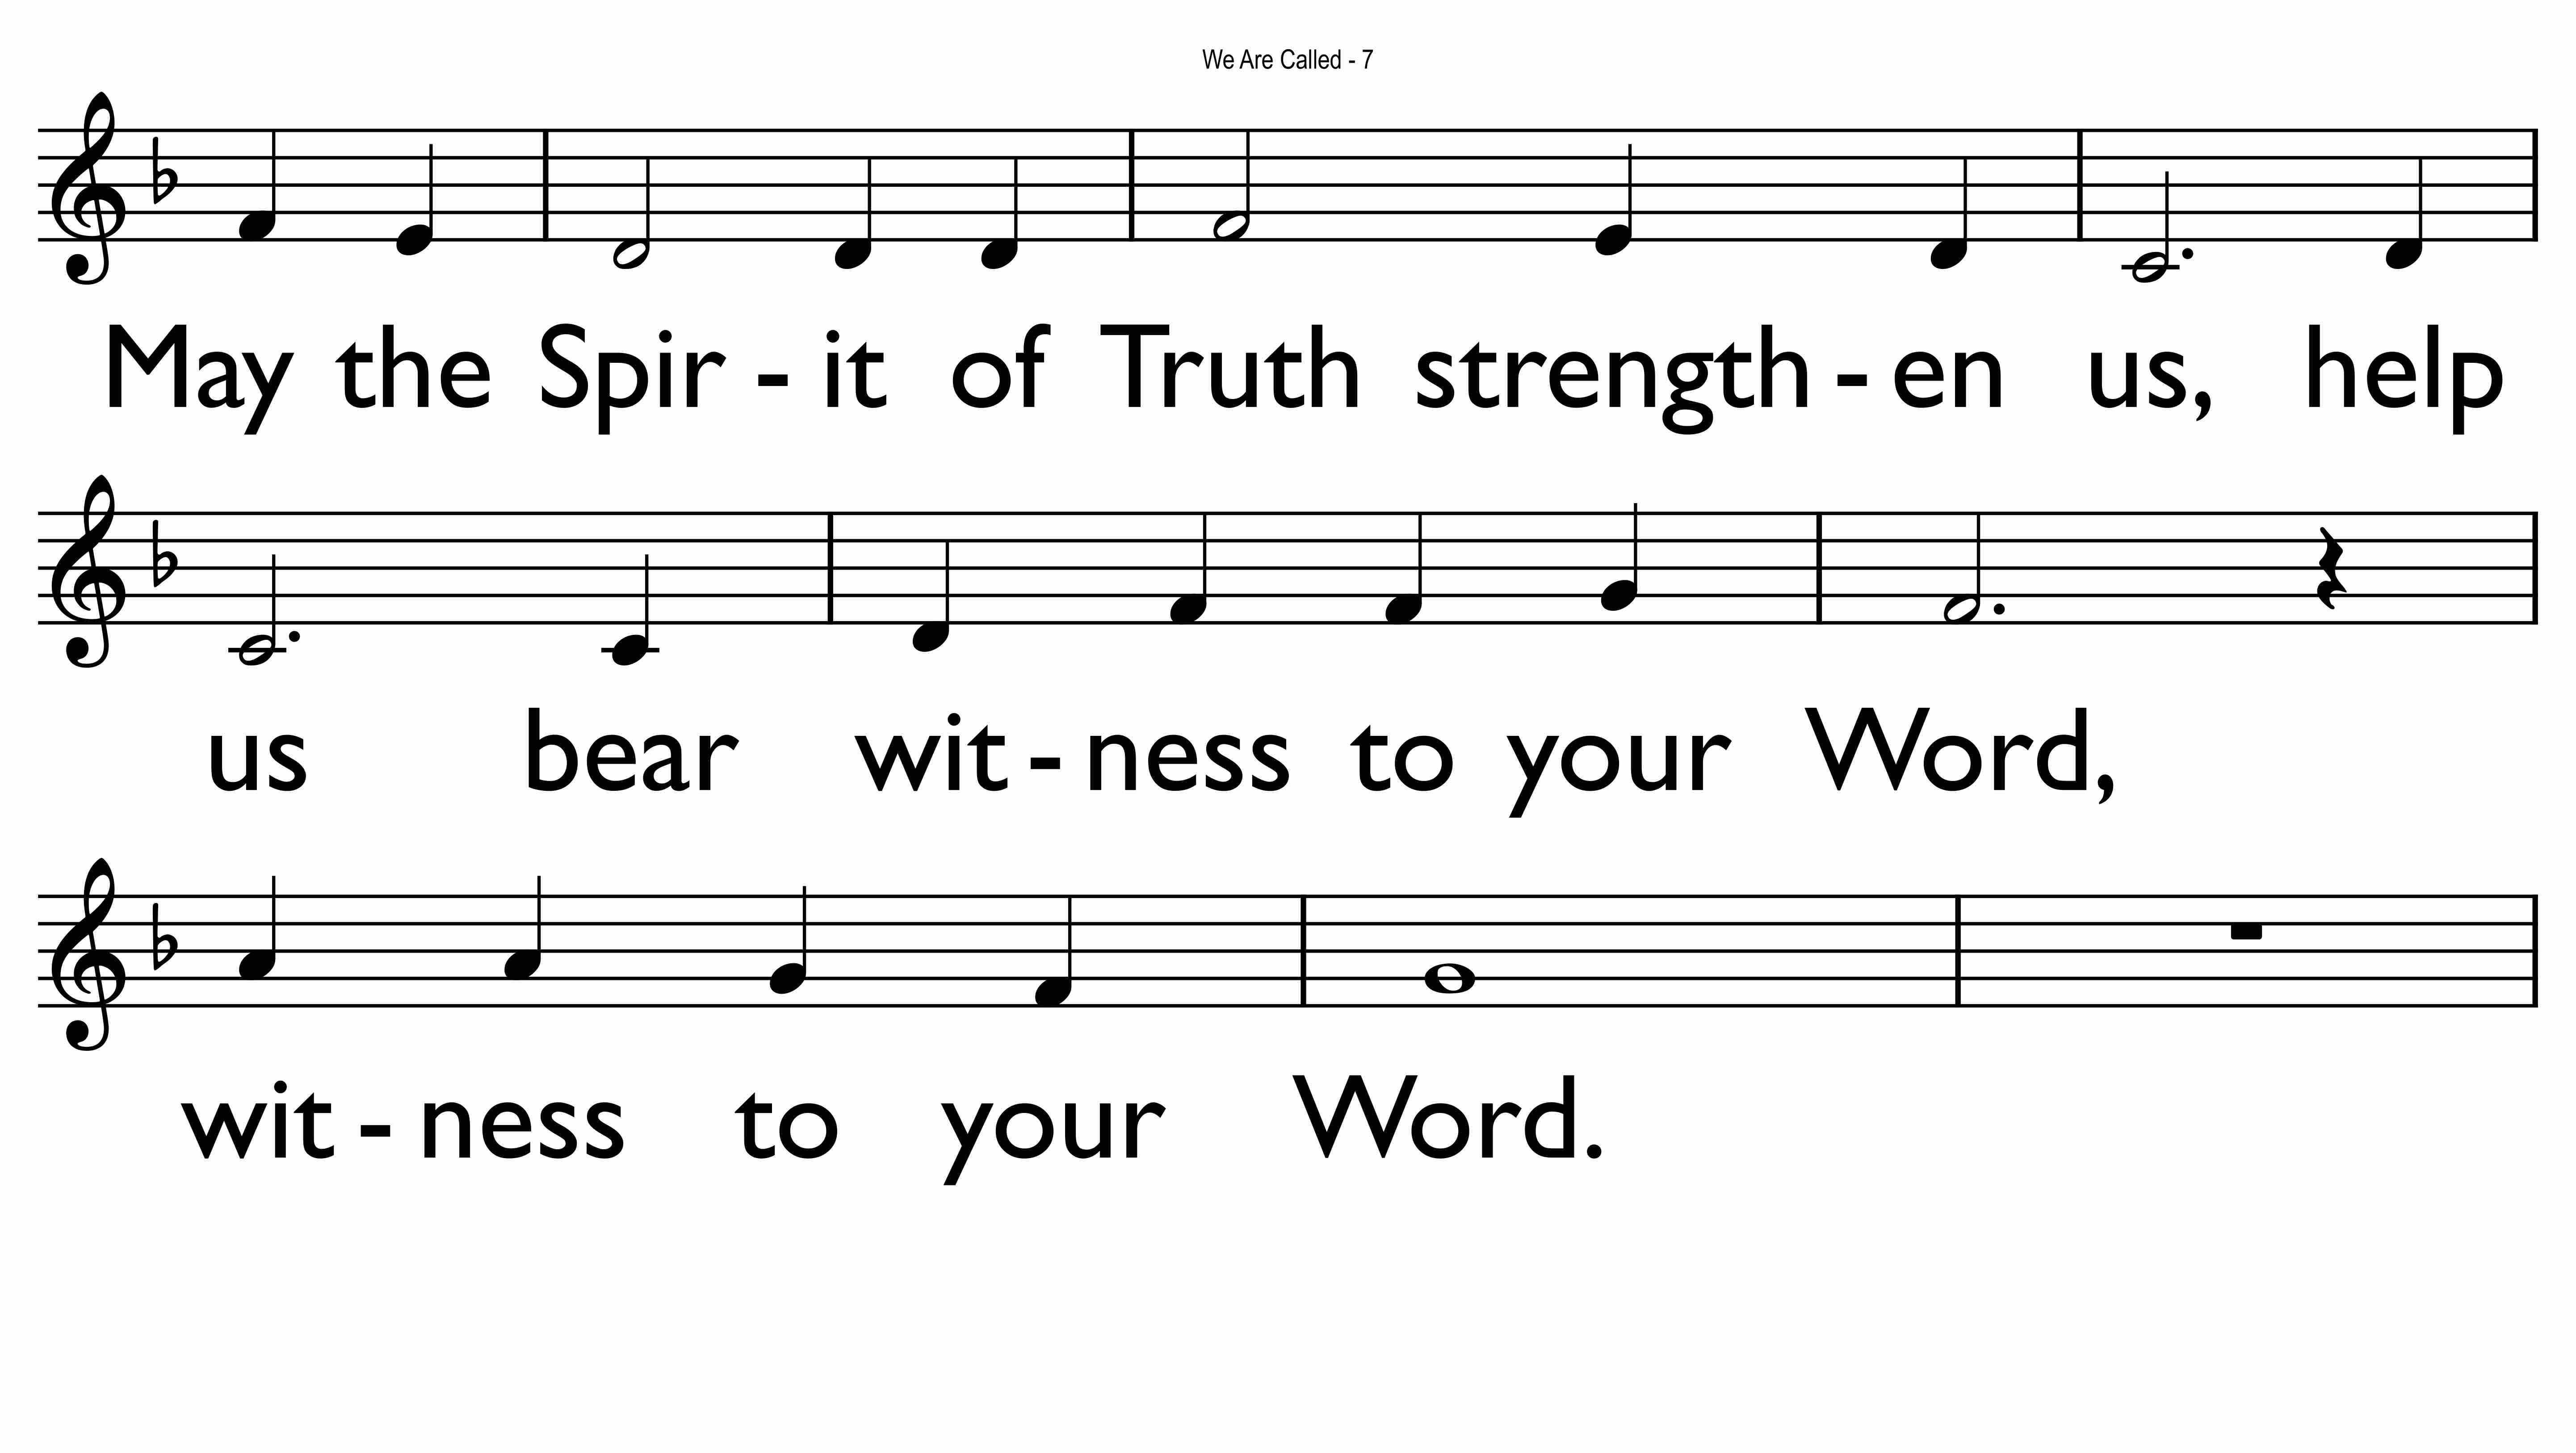 We Are Called - 7
May the Spir - it of Truth strength - en us, help
us bear wit - ness to your Word,
wit - ness to your Word.